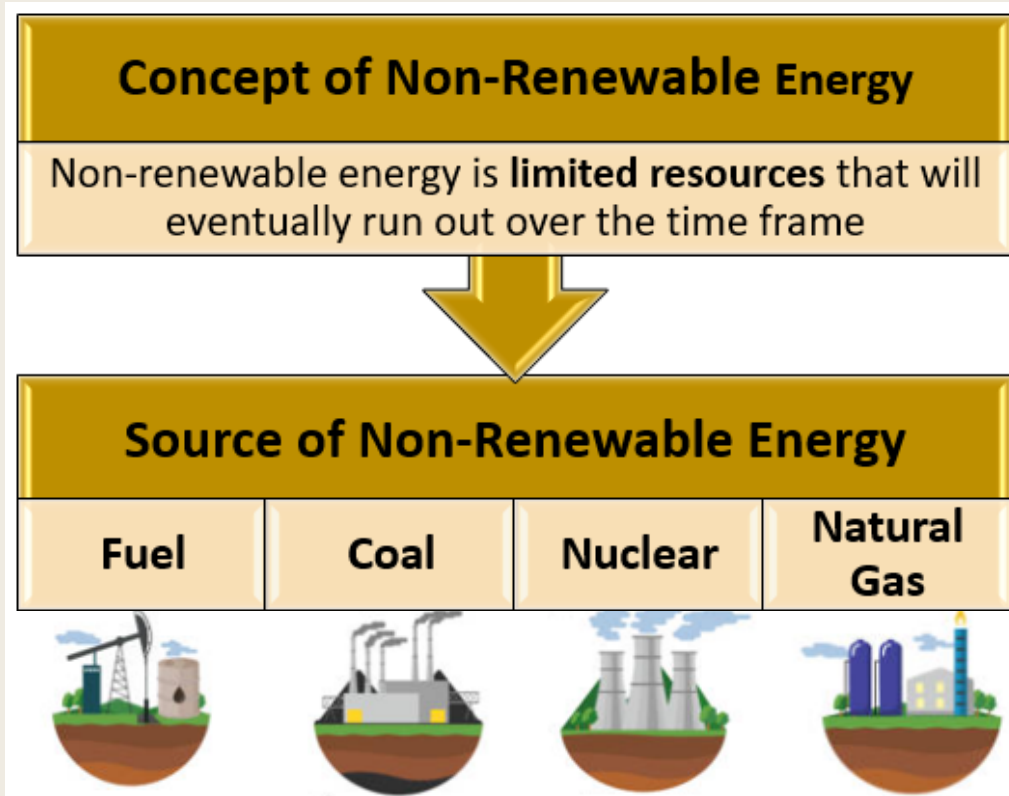 Concept of Non-Renewable Energy
Non-renewable energy is limited resources that will
eventually run out over the time frame
Source of Non-Renewable Energy
Fuel
Coal
Nuclear
Natural
Gas